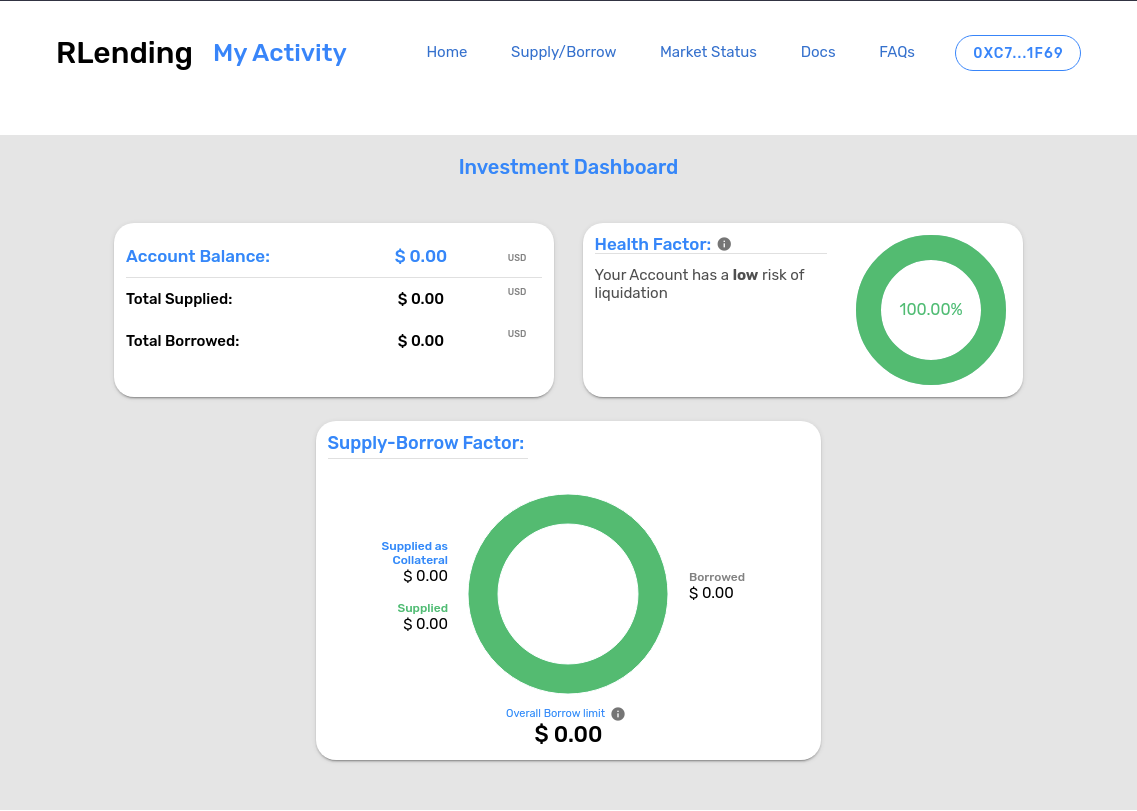 RLending My Activity Home Supply/Borrow Market Status Docs FAQs 0XC7...1F69
Investment Dashboard
Account Balance: $ 0.00 USD
Total Supplied: $ 0.00 USD
Total Borrowed: $ 0.00 USD
Health Factor:
Your Account has a low risk of
liquidation
100.00%
Supply-Borrow Factor:
Supplied as
Collateral
$ 0.00
Supplied
$ 0.00
Borrowed
$ 0.00
Overall Borrow limit
$ 0.00